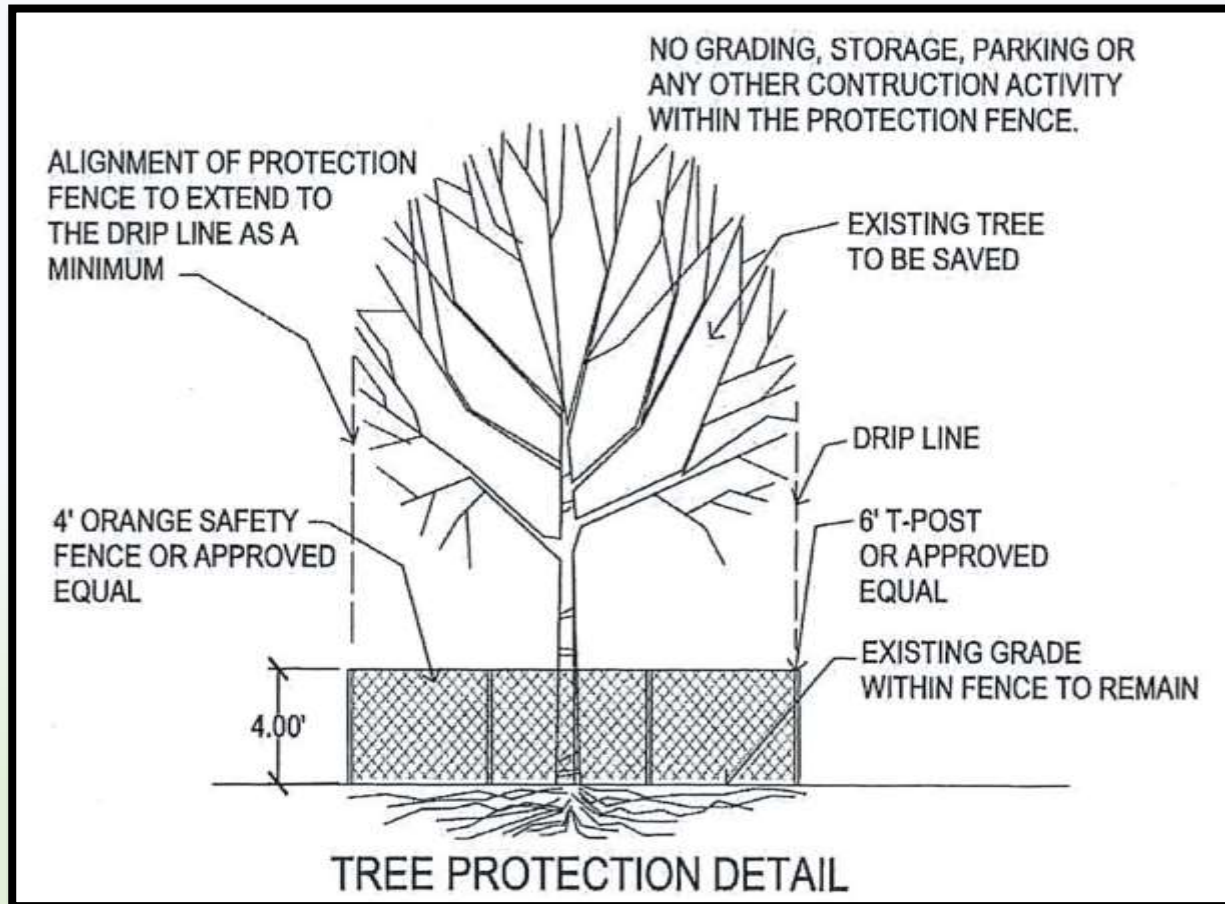 NO GRADING, STORAGE, PARKING OR
ANY OTHER CONTRUCTION ACTIVITY
WITHIN THE PROTECTION FENCE.
ALIGNMENT OF PROTECTION
FENCE TO EXTEND TO
THE DRIP LINE AS A
MINIMUM
EXISTING TREE
TO BE SAVED
DRIP LINE
4' ORANGE SAFETY
FENCE OR APPROVED
EQUAL
6' T-POST
OR APPROVED
EQUAL
EXISTING GRADE
WITHIN FENCE TO REMAIN
4.00'
TREE PROTECTION DETAIL